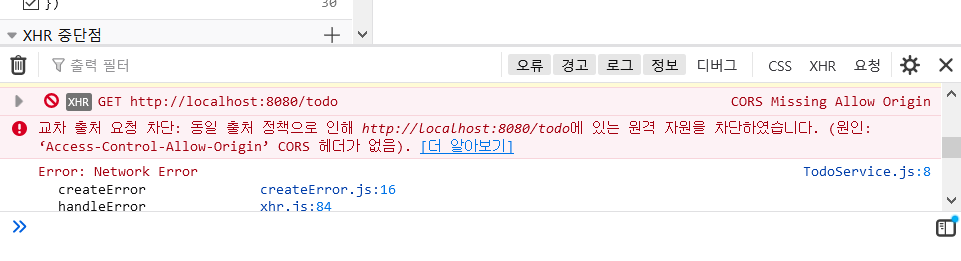 })
30
XHR 중단점
출력 필터
오류 경고 로그 정보 디버그 CSS XHR 요청
XHR GET http://localhost:8080/todo CORS Missing Allow Origin
교차 출처 요청 차단: 동일 출처 정책으로 인해 http://localhost:8080/todo에 있는 원격 자원을 차단하였습니다. (원인:
‘Access-Control-Allow-Origin’ CORS 헤더가 없음). [더 알아보기]
Error: Network Error TodoService.js:8
createError createError.js:16
handleError xhr.js:84